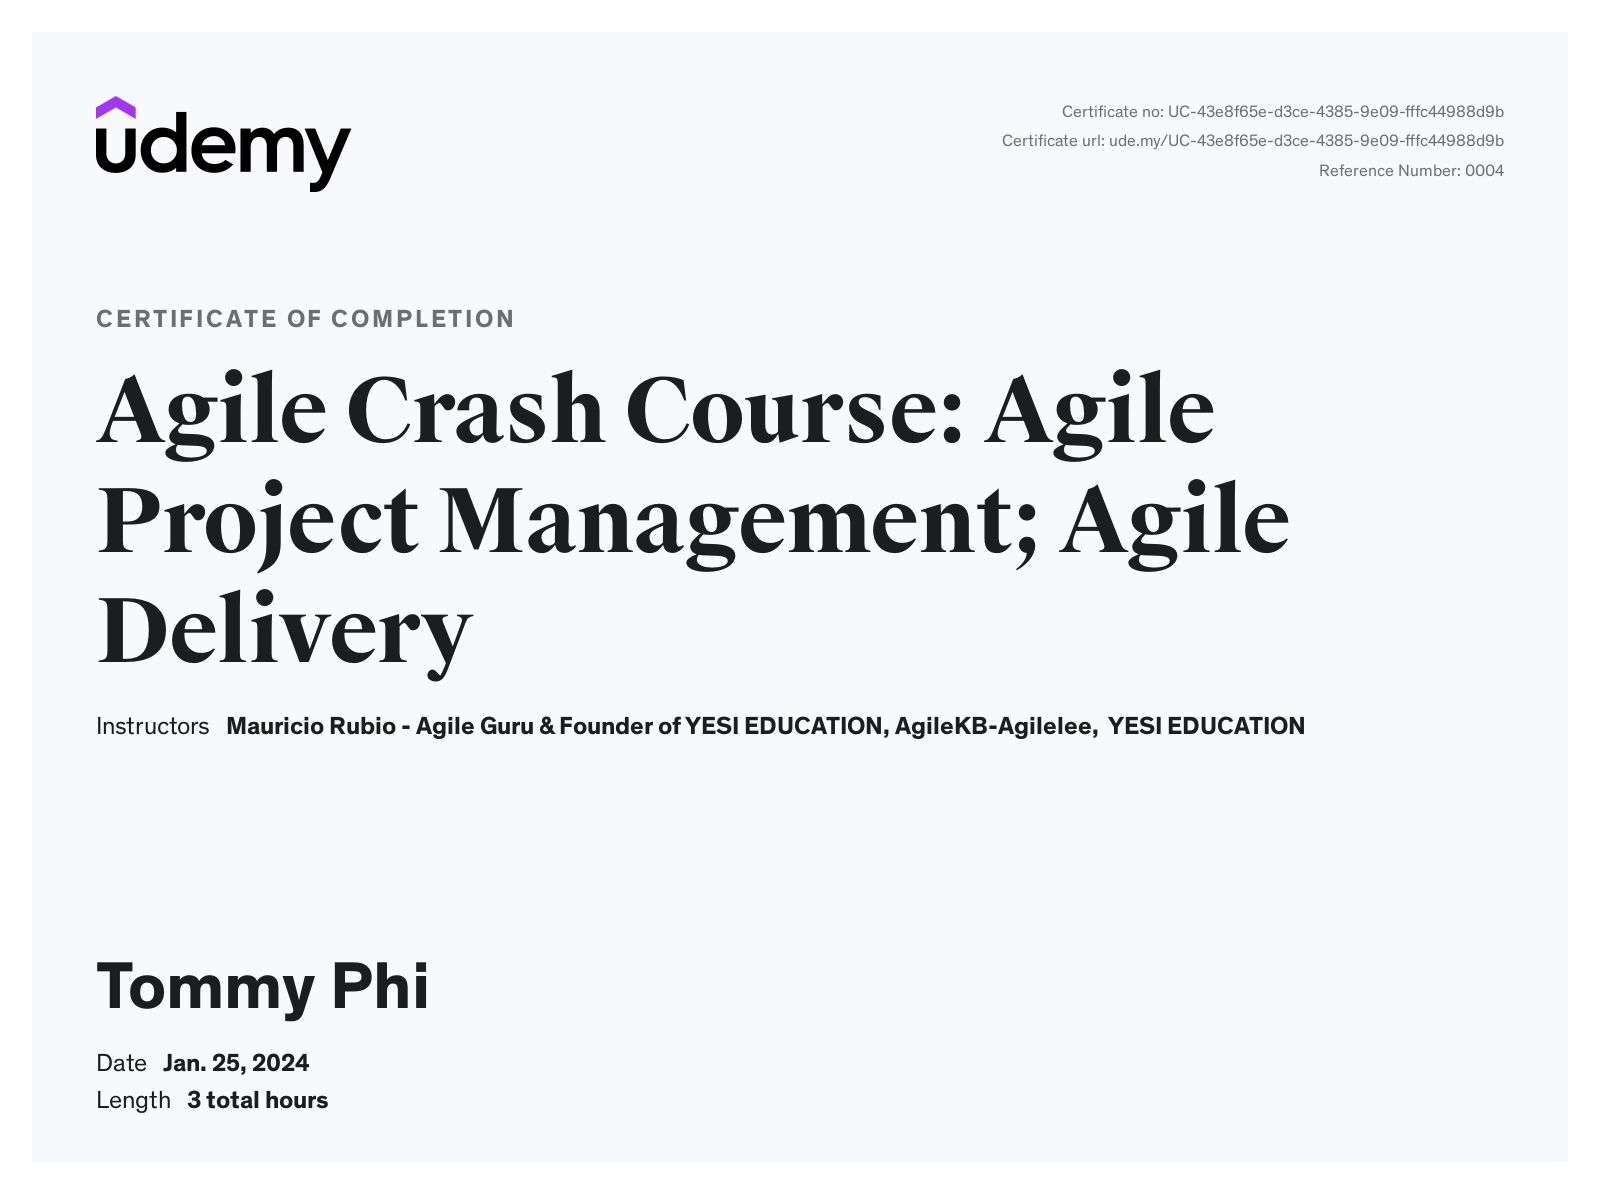 udemy
Certificate no: UC-43e8f65e-d3ce-4385-9e09-fffc44988d9b
Certificate url: ude.my/UC-43e8f65e-d3ce-4385-9e09-fffc44988d9b
Reference Number: 0004
CERTIFICATE OF COMPLETION
Agile Crash Course: Agile
Project Management; Agile
Delivery
Instructors Mauricio Rubio - Agile Guru & Founder of YESI EDUCATION, AgileKB-Agilelee, YESI EDUCATION
Tommy Phi
Date Jan. 25, 2024
Length 3 total hours